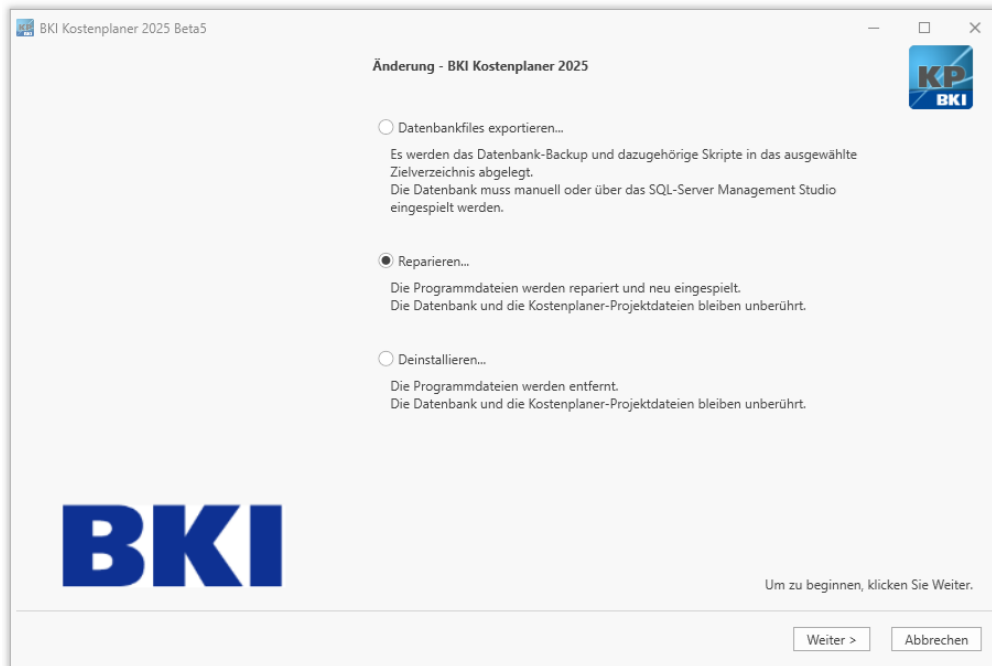 BKI Kostenplaner 2025 Beta5
Änderung - BKI Kostenplaner 2025
KP
BKI
Datenbankfiles exportieren...
Es werden das Datenbank-Backup und dazugehörige Skripte in das ausgewählte
Zielverzeichnis abgelegt.
Die Datenbank muss manuell oder über das SQL-Server Management Studio
eingespielt werden.
Reparieren...
Die Programmdateien werden repariert und neu eingespielt.
Die Datenbank und die Kostenplaner-Projektdateien bleiben unberührt.
Deinstallieren...
Die Programmdateien werden entfernt.
Die Datenbank und die Kostenplaner-Projektdateien bleiben unberührt.
BKI
Um zu beginnen, klicken Sie Weiter.
Weiter >
Abbrechen